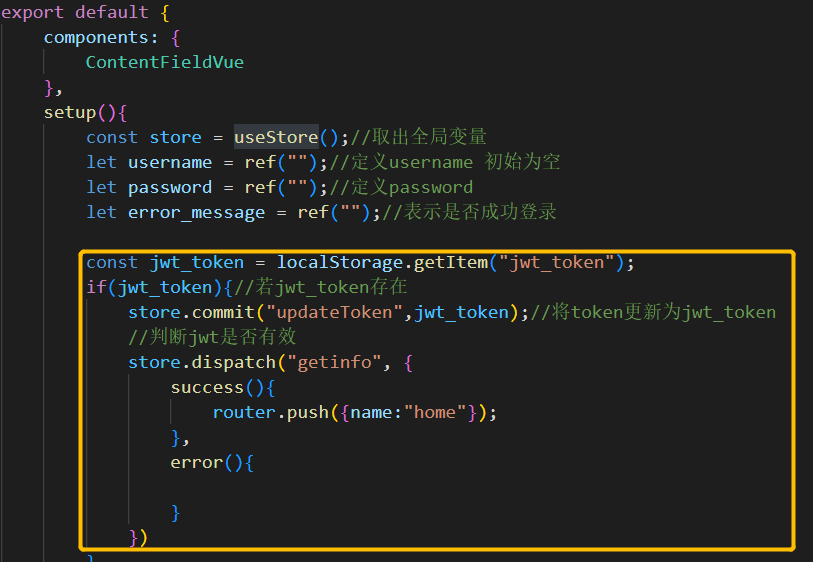 export default {
components: {
ContentFieldVue
},
setup(){
const store = useStore();//取出全局变量
let username = ref("");//定义username 初始为空
let password = ref("");//定义password
let error_message = ref("");//表示是否成功登录
const jwt_token = localStorage.getItem("jwt_token");
if(jwt_token){//若jwt_token存在
store.commit("updateToken",jwt_token);//将token更新为jwt_token
//判断jwt是否有效
store.dispatch("getinfo", {
success(){
router.push({name:"home"});
},
error(){
}
})
}